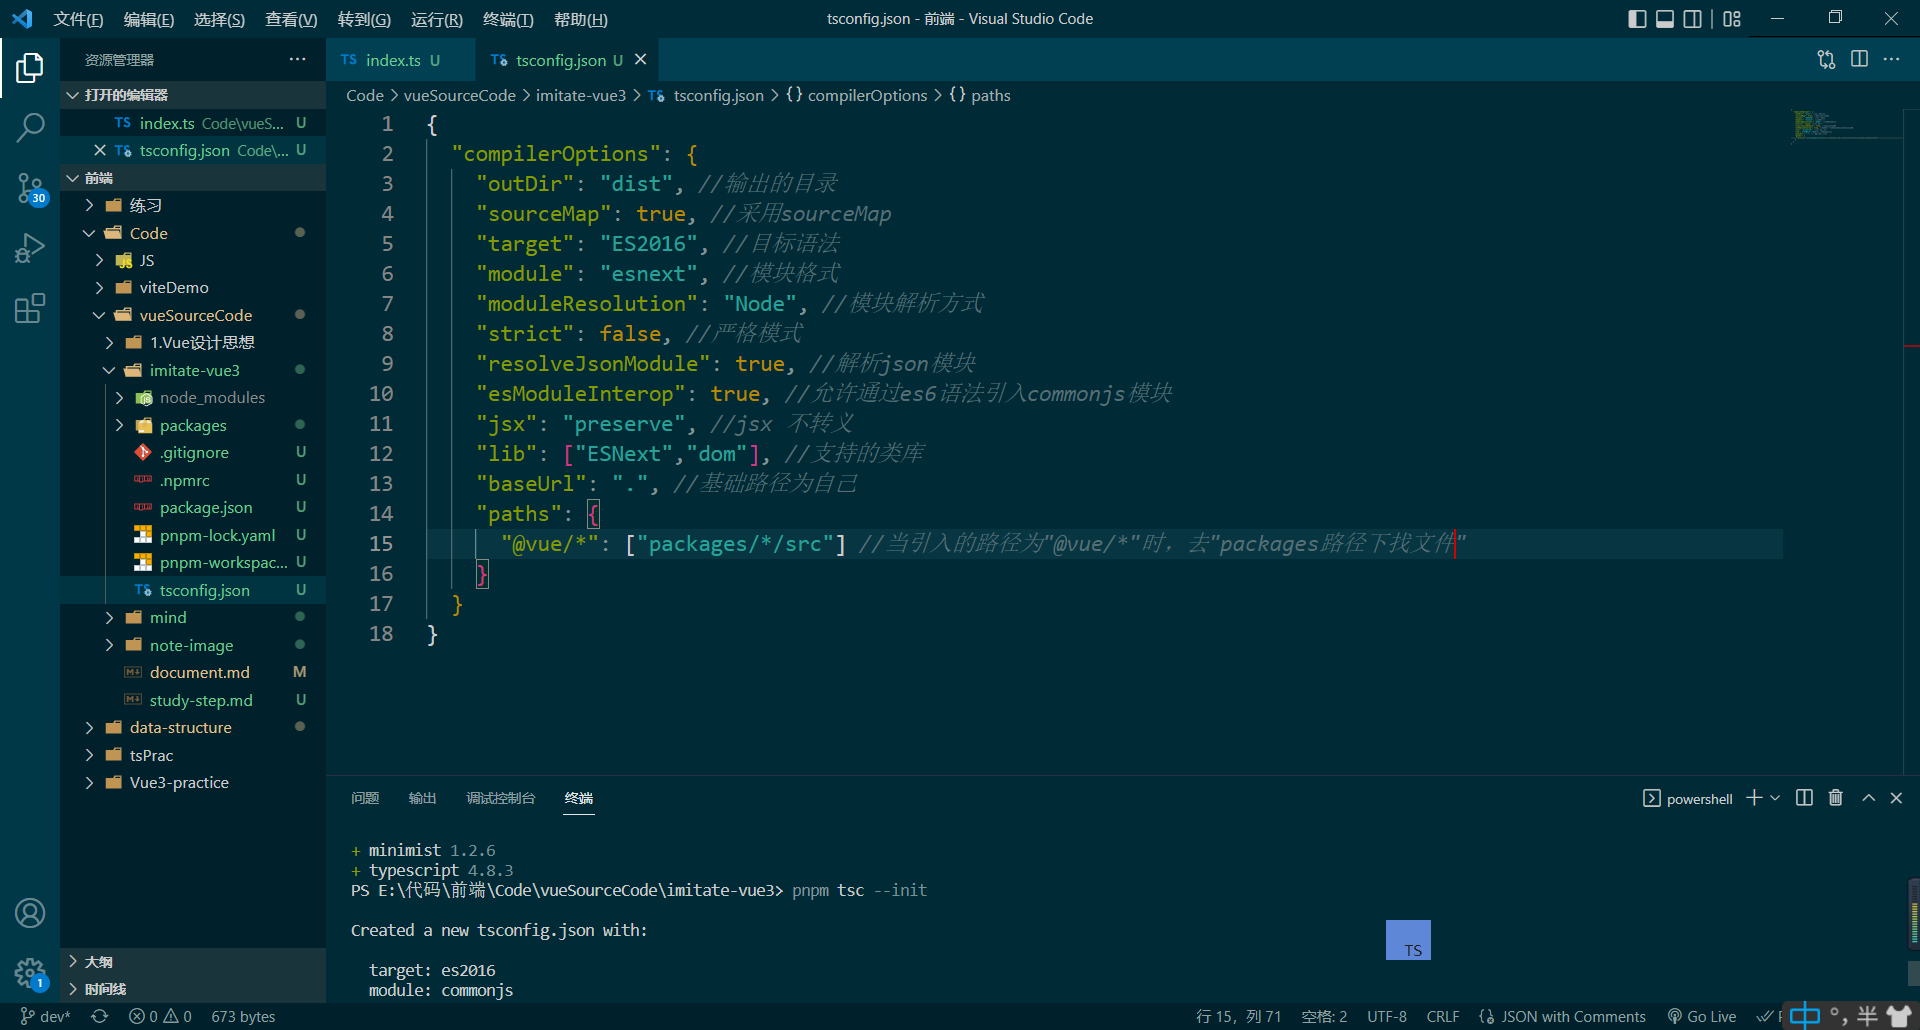 文件(F) 编辑(E) 选择(S) 查看(V) 转到(G) 运行(R) 终端(T) 帮助(H)
tsconfig.json - 前端 - Visual Studio Code
资源管理器 ···
TS index.ts U
TS tsconfig.json U
打开的编辑器
TS index.ts Code\vueS... U
TS tsconfig.json Code\... U
前端
练习
Code
JS
viteDemo
vueSourceCode
1.Vue设计思想
imitate-vue3
node_modules
packages
.gitignore U
.npmrc U
package.json U
pnpm-lock.yaml U
pnpm-workspac... U
TS tsconfig.json U
mind
note-image
document.md M
study-step.md U
data-structure
tsPrac
Vue3-practice
大纲
时间线
30
1
Code > vueSourceCode > imitate-vue3 > TS tsconfig.json > {} compilerOptions > {} paths
1 {
2 "compilerOptions": {
3 "outDir": "dist", //输出的目录
4 "sourceMap": true, //采用sourceMap
5 "target": "ES2016", //目标语法
6 "module": "esnext", //模块格式
7 "moduleResolution": "Node", //模块解析方式
8 "strict": false, //严格模式
9 "resolveJsonModule": true, //解析json模块
10 "esModuleInterop": true, //允许通过es6语法引入commonjs模块
11 "jsx": "preserve", //jsx 不转义
12 "lib": ["ESNext","dom"], //支持的类库
13 "baseUrl": ".", //基础路径为自己
14 "paths": {
15 "@vue/*": ["packages/*/src"] //当引入的路径为"@vue/*"时，去"packages路径下找文件"
16 }
17 }
18 }
问题 输出 调试控制台 终端
powershell
+ minimist 1.2.6
+ typescript 4.8.3
PS E:\代码\前端\Code\vueSourceCode\imitate-vue3> pnpm tsc --init
Created a new tsconfig.json with:
TS
target: es2016
module: commonjs
dev* 0 0 673 bytes
行 15，列 71 空格: 2 UTF-8 CRLF {} JSON with Comments Go Live
中 °, 半